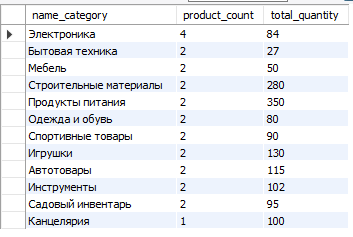 name_category product_count total_quantity
Электроника 4 84
Бытовая техника 2 27
Мебель 2 50
Строительные материалы 2 280
Продукты питания 2 350
Одежда и обувь 2 80
Спортивные товары 2 90
Игрушки 2 130
Автотовары 2 115
Инструменты 2 102
Садовый инвентарь 2 95
Канцелярия 1 100